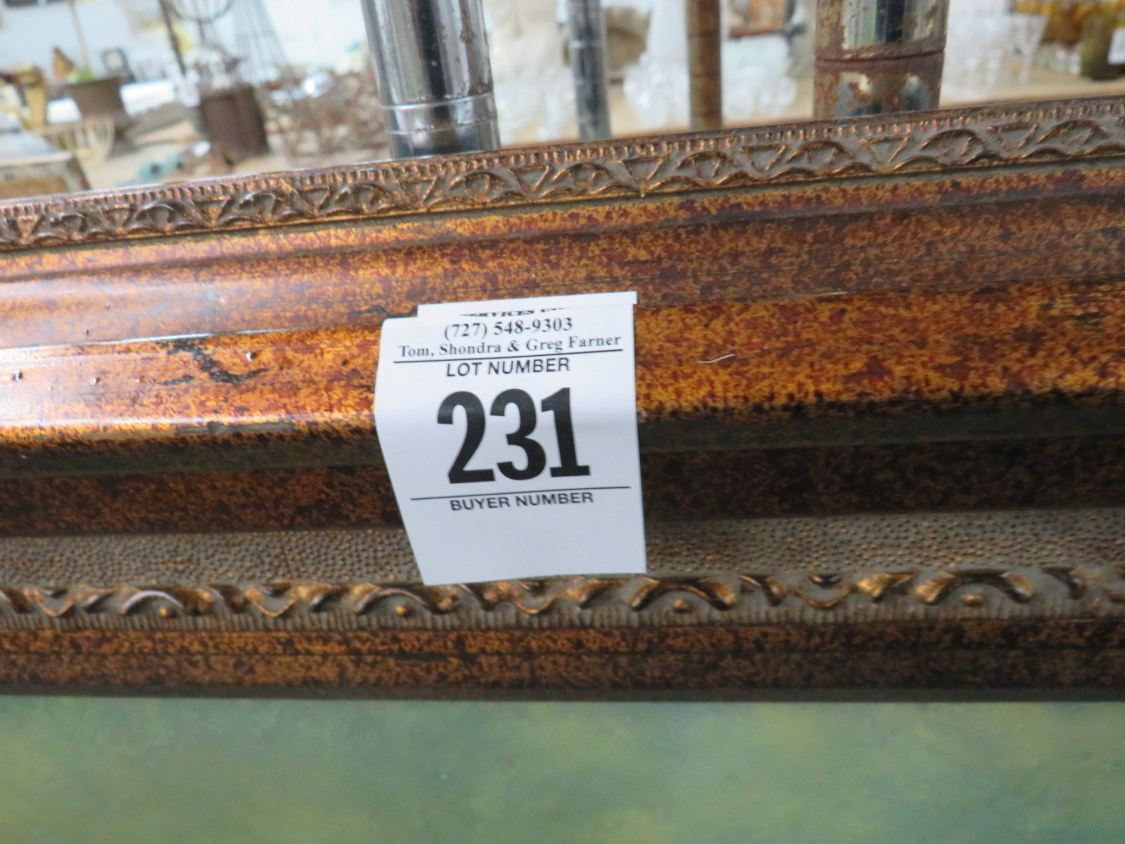 (727) 548-9303
Tom, Shondra & Greg Farner
LOT NUMBER
231
BUYER NUMBER